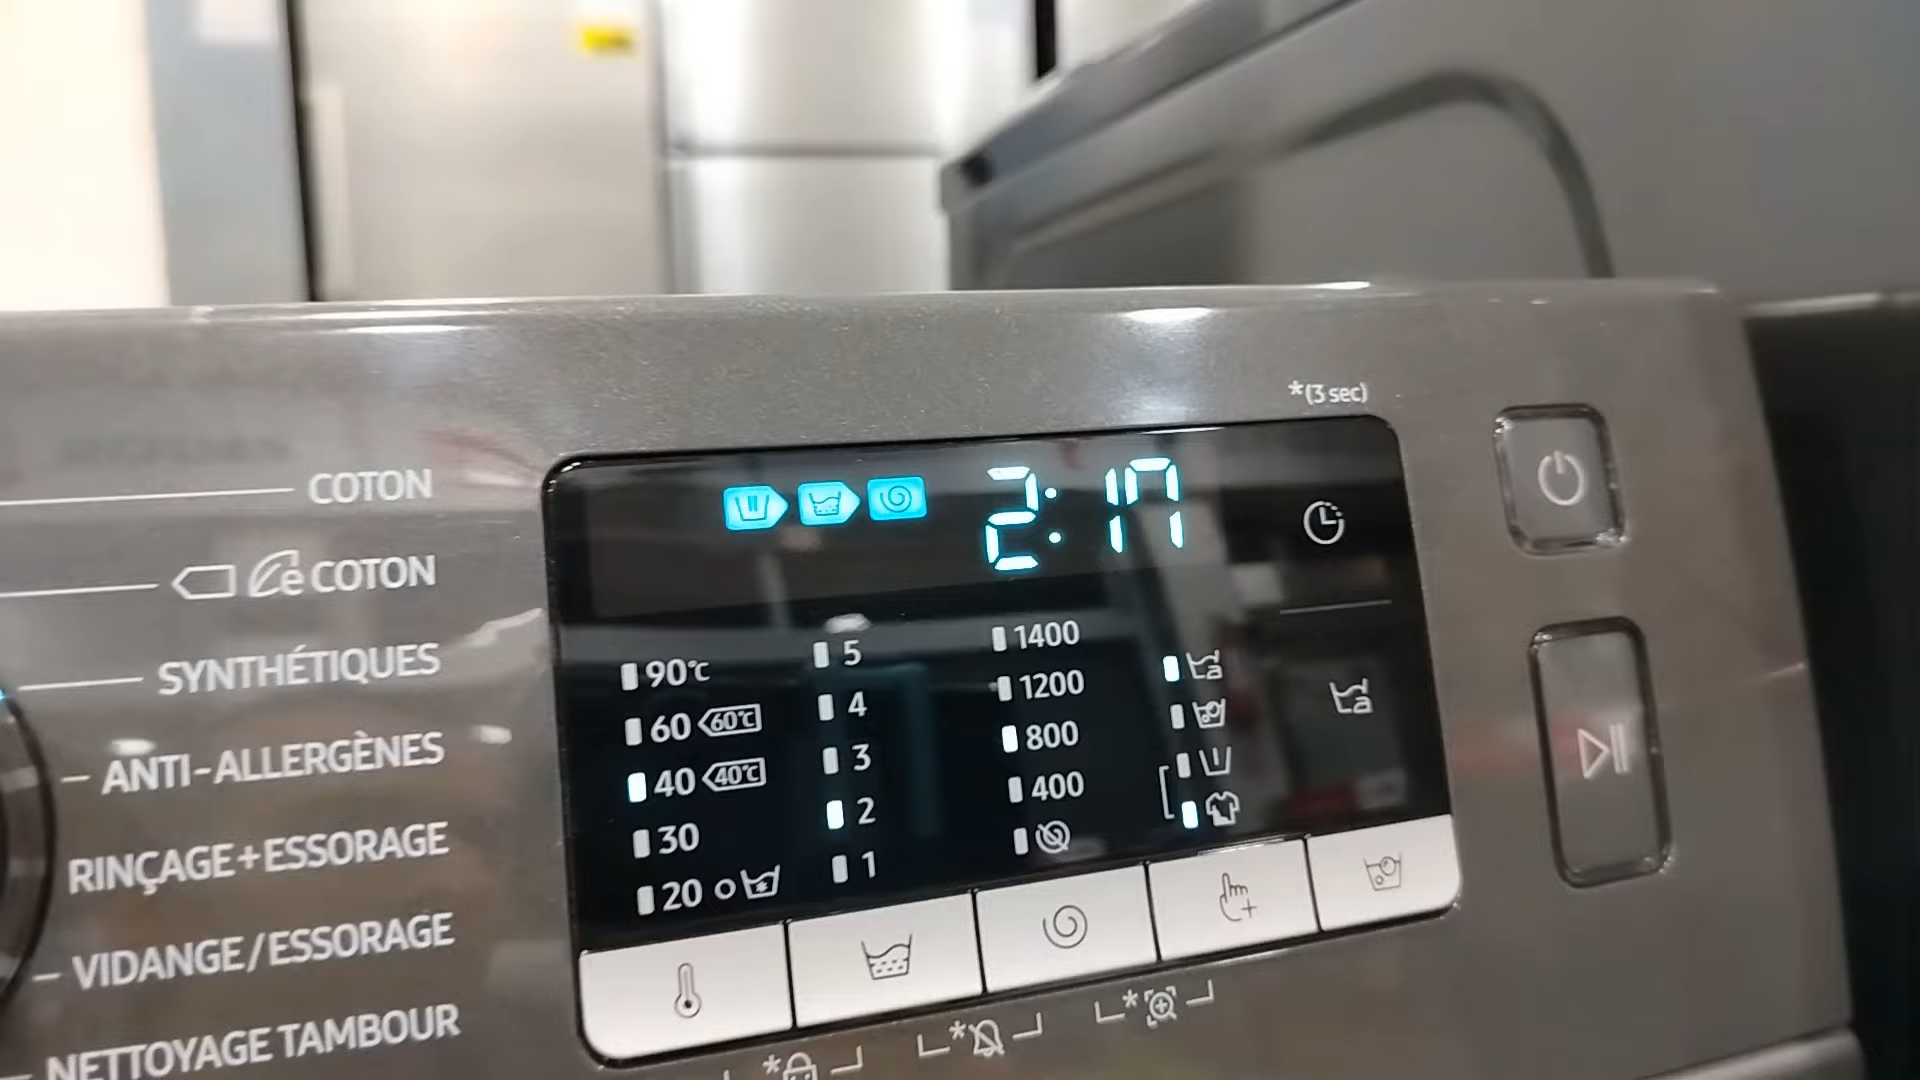 *(3 sec)
COTON
e COTON
SYNTHÉTIQUES
ANTI-ALLERGÈNES
RINÇAGE+ESSORAGE
VIDANGE/ESSORAGE
NETTOYAGE TAMBOUR
2:17
90℃
60 60℃
40 40℃
30
20
5
4
3
2
1
1400
1200
800
400
*
*
*